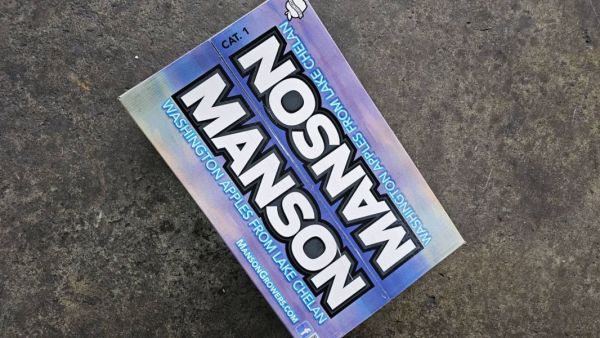 CAT. 1
MANSON
WASHINGTON APPLES FROM LAKE CHELAN
MANSON
WASHINGTON APPLES FROM LAKE CHELAN
MANSONGROWERS.COM
f